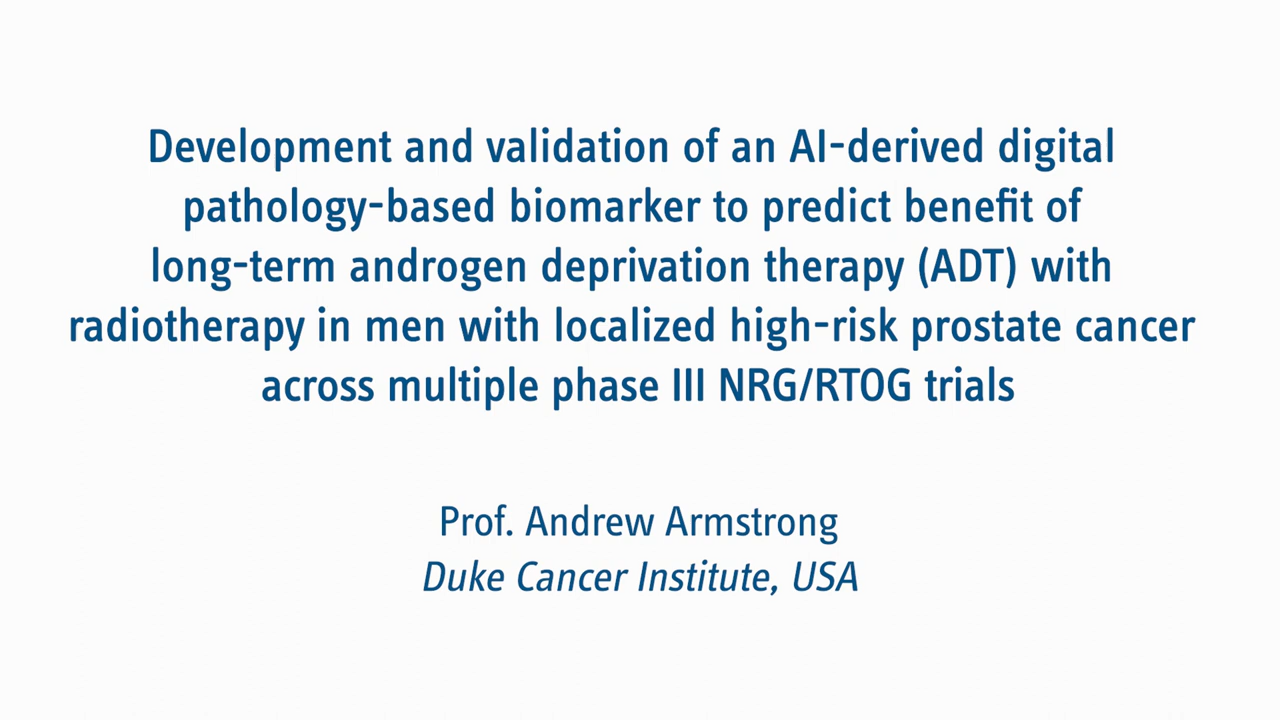 Development and validation of an AI-derived digital
pathology-based biomarker to predict benefit of
long-term androgen deprivation therapy (ADT) with
radiotherapy in men with localized high-risk prostate cancer
across multiple phase III NRG/RTOG trials
Prof. Andrew Armstrong
Duke Cancer Institute, USA